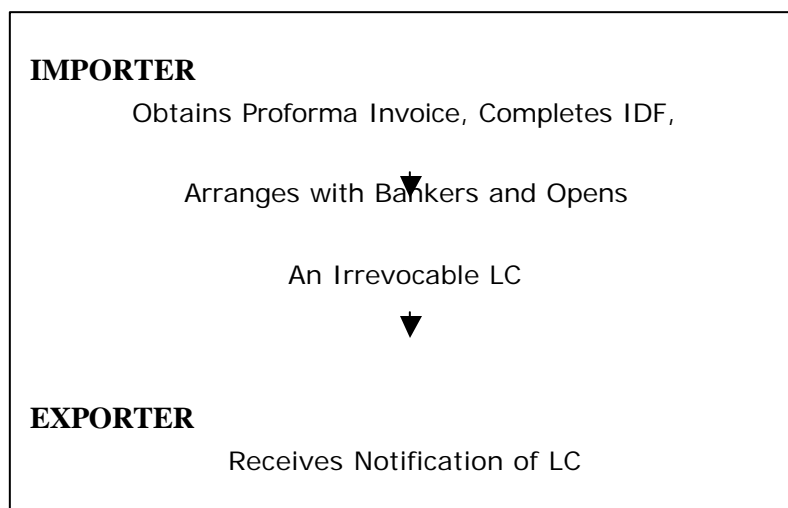 IMPORTER
Obtains Proforma Invoice, Completes IDF,
Arranges with Bankers and Opens
An Irrevocable LC
EXPORTER
Receives Notification of LC